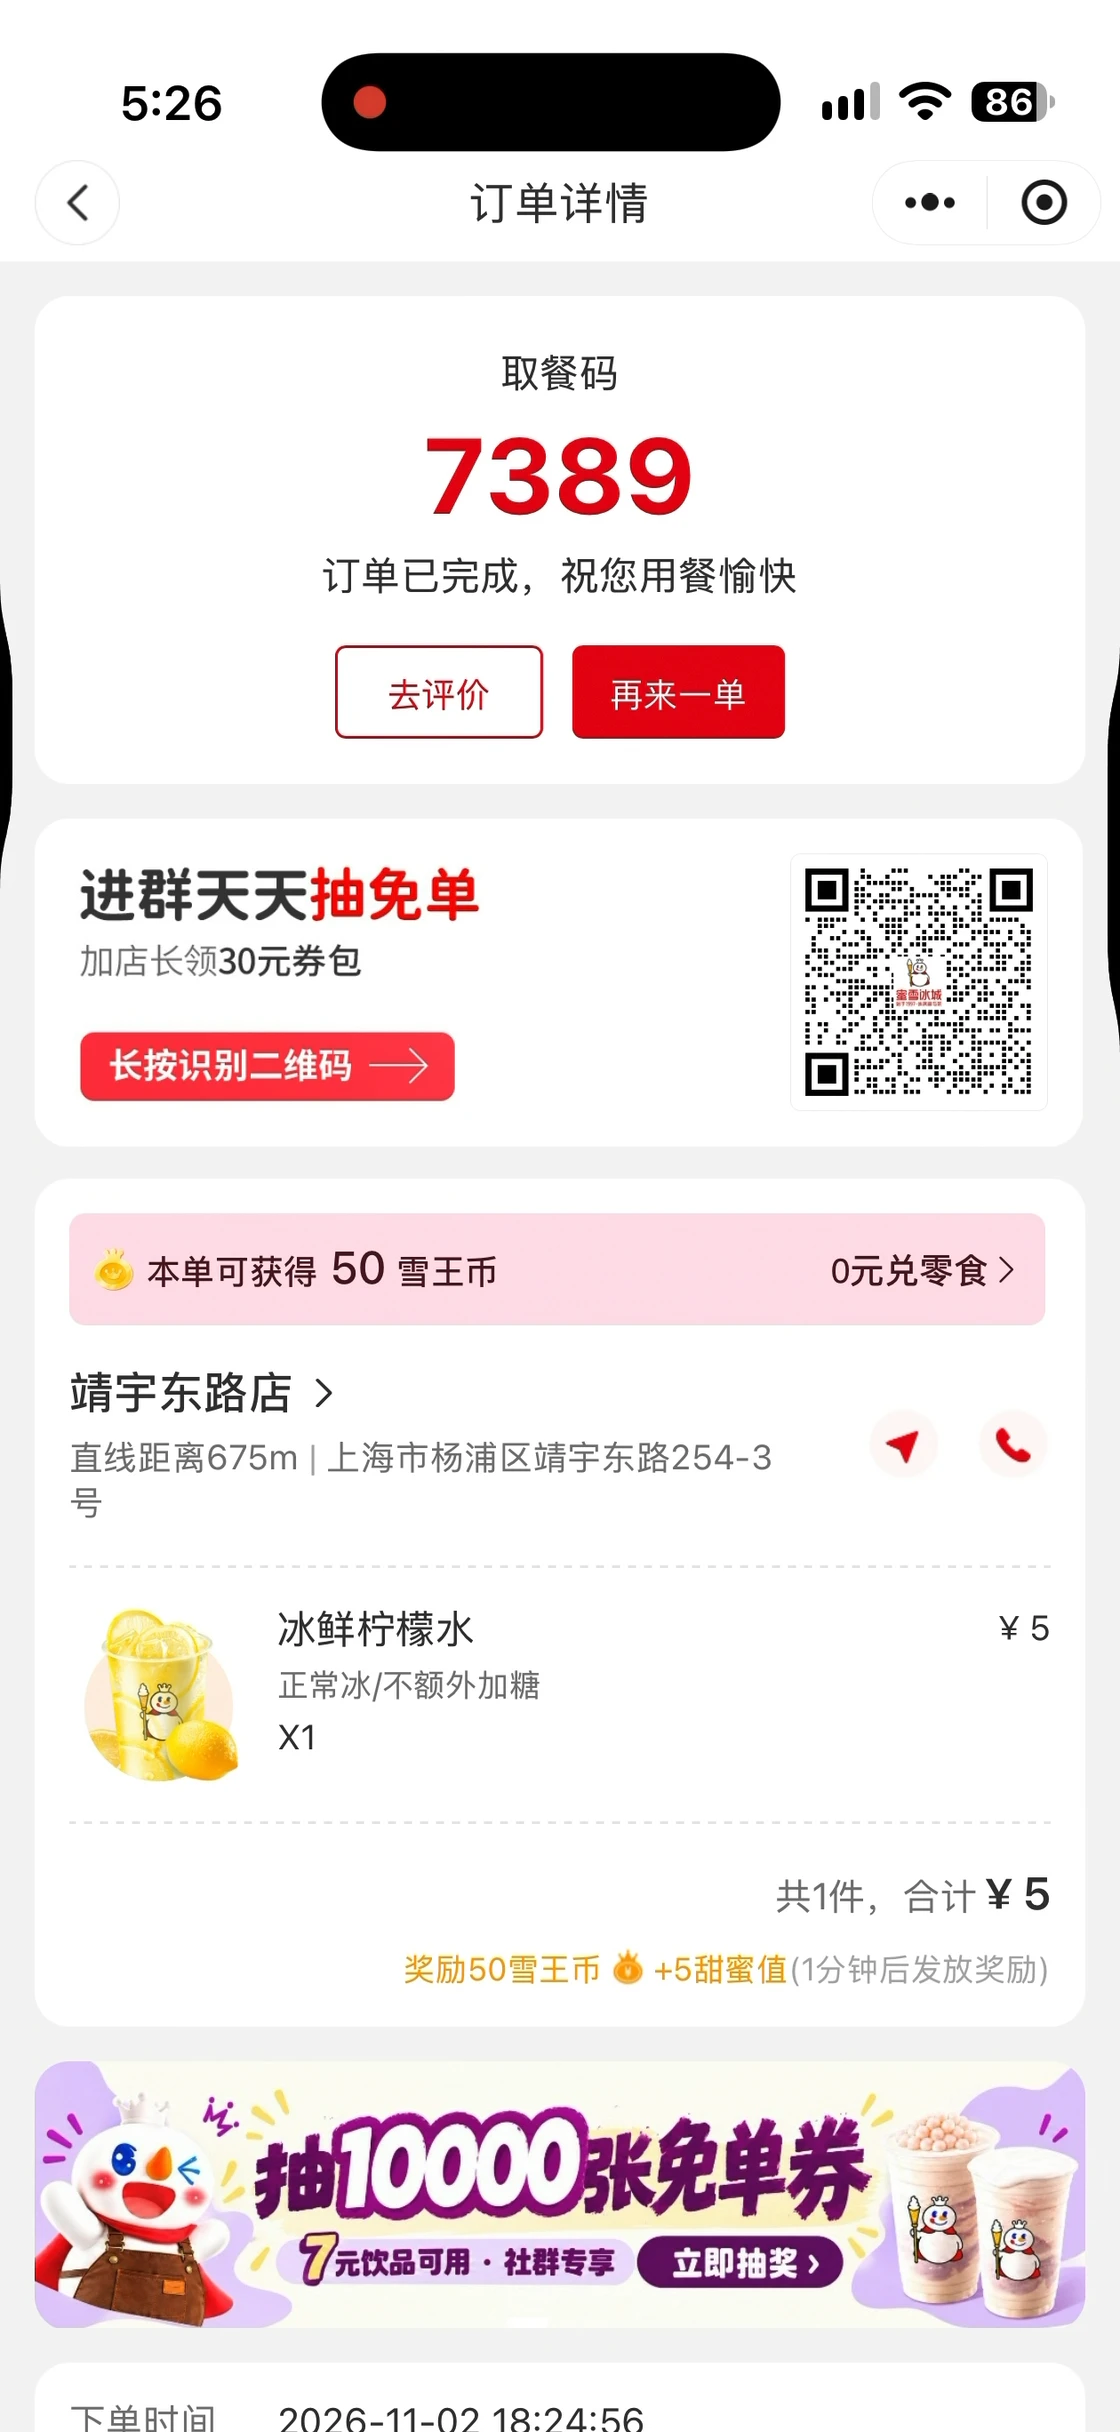 5:26
86
订单详情
取餐码
7389
订单已完成，祝您用餐愉快
去评价
再来一单
进群天天抽免单
加店长领30元券包
长按识别二维码
蜜雪冰城
本单可获得 50 雪王币
0元兑零食
靖宇东路店
直线距离675m | 上海市杨浦区靖宇东路254-3
号
冰鲜柠檬水
¥ 5
正常冰/不额外加糖
X1
共1件，合计 ¥ 5
奖励50雪王币 +5甜蜜值(1分钟后发放奖励)
抽10000张免单券
7元饮品可用 · 社群专享
立即抽奖
下单时间
2026-11-02 18:24:56